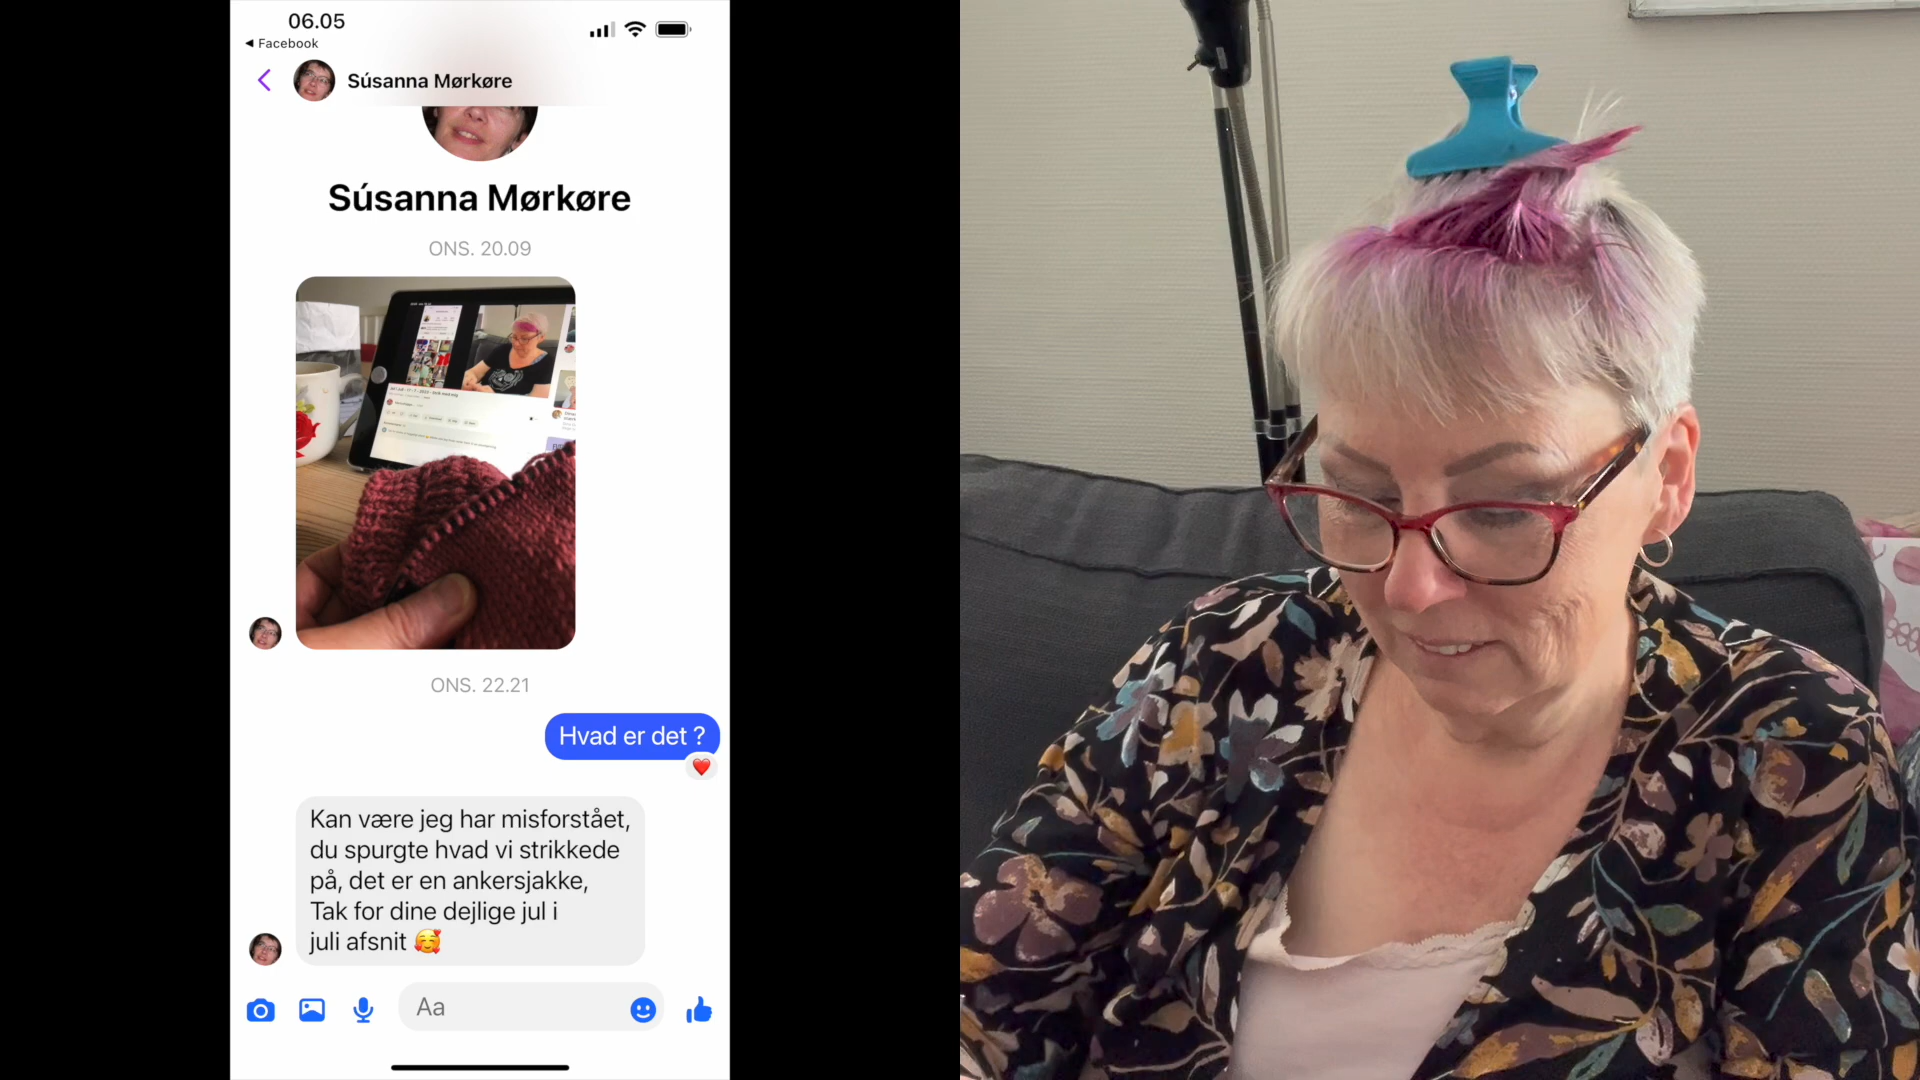 06.05
◀ Facebook
Súsanna Mørkøre
Súsanna Mørkøre
ONS. 20.09
ONS. 22.21
Hvad er det ?
Kan være jeg har misforstået,
du spurgte hvad vi strikkede
på, det er en ankersjakke,
Tak for dine dejlige jul i
juli afsnit 🥰
Aa